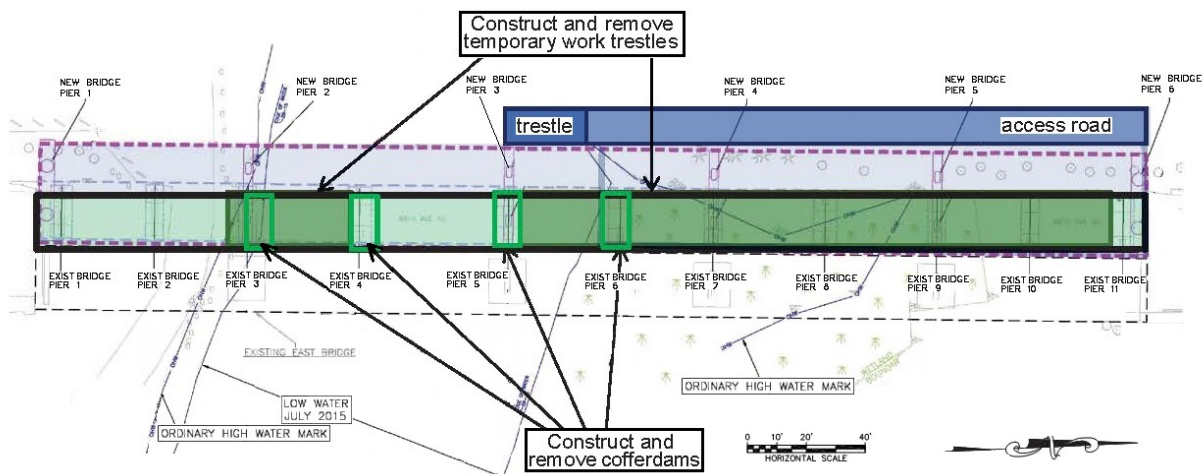 Construct and remove
temporary work trestles
NEW BRIDGE
PIER 1
NEW BRIDGE
PIER 2
NEW BRIDGE
PIER 3
NEW BRIDGE
PIER 4
NEW BRIDGE
PIER 5
NEW BRIDGE
PIER 6
trestle
access road
EXIST BRIDGE
PIER 1
EXIST BRIDGE
PIER 2
EXIST BRIDGE
PIER 3
EXIST BRIDGE
PIER 4
EXIST BRIDGE
PIER 5
EXIST BRIDGE
PIER 6
EXIST BRIDGE
PIER 7
EXIST BRIDGE
PIER 8
EXIST BRIDGE
PIER 9
EXIST BRIDGE
PIER 10
EXIST BRIDGE
PIER 11
EXISTING EAST BRIDGE
WETLAND
BOUNDARY
ORDINARY HIGH WATER MARK
LOW WATER
JULY 2015
ORDINARY HIGH WATER MARK
Construct and
remove cofferdams
0 10 20 40'
HORIZONTAL SCALE